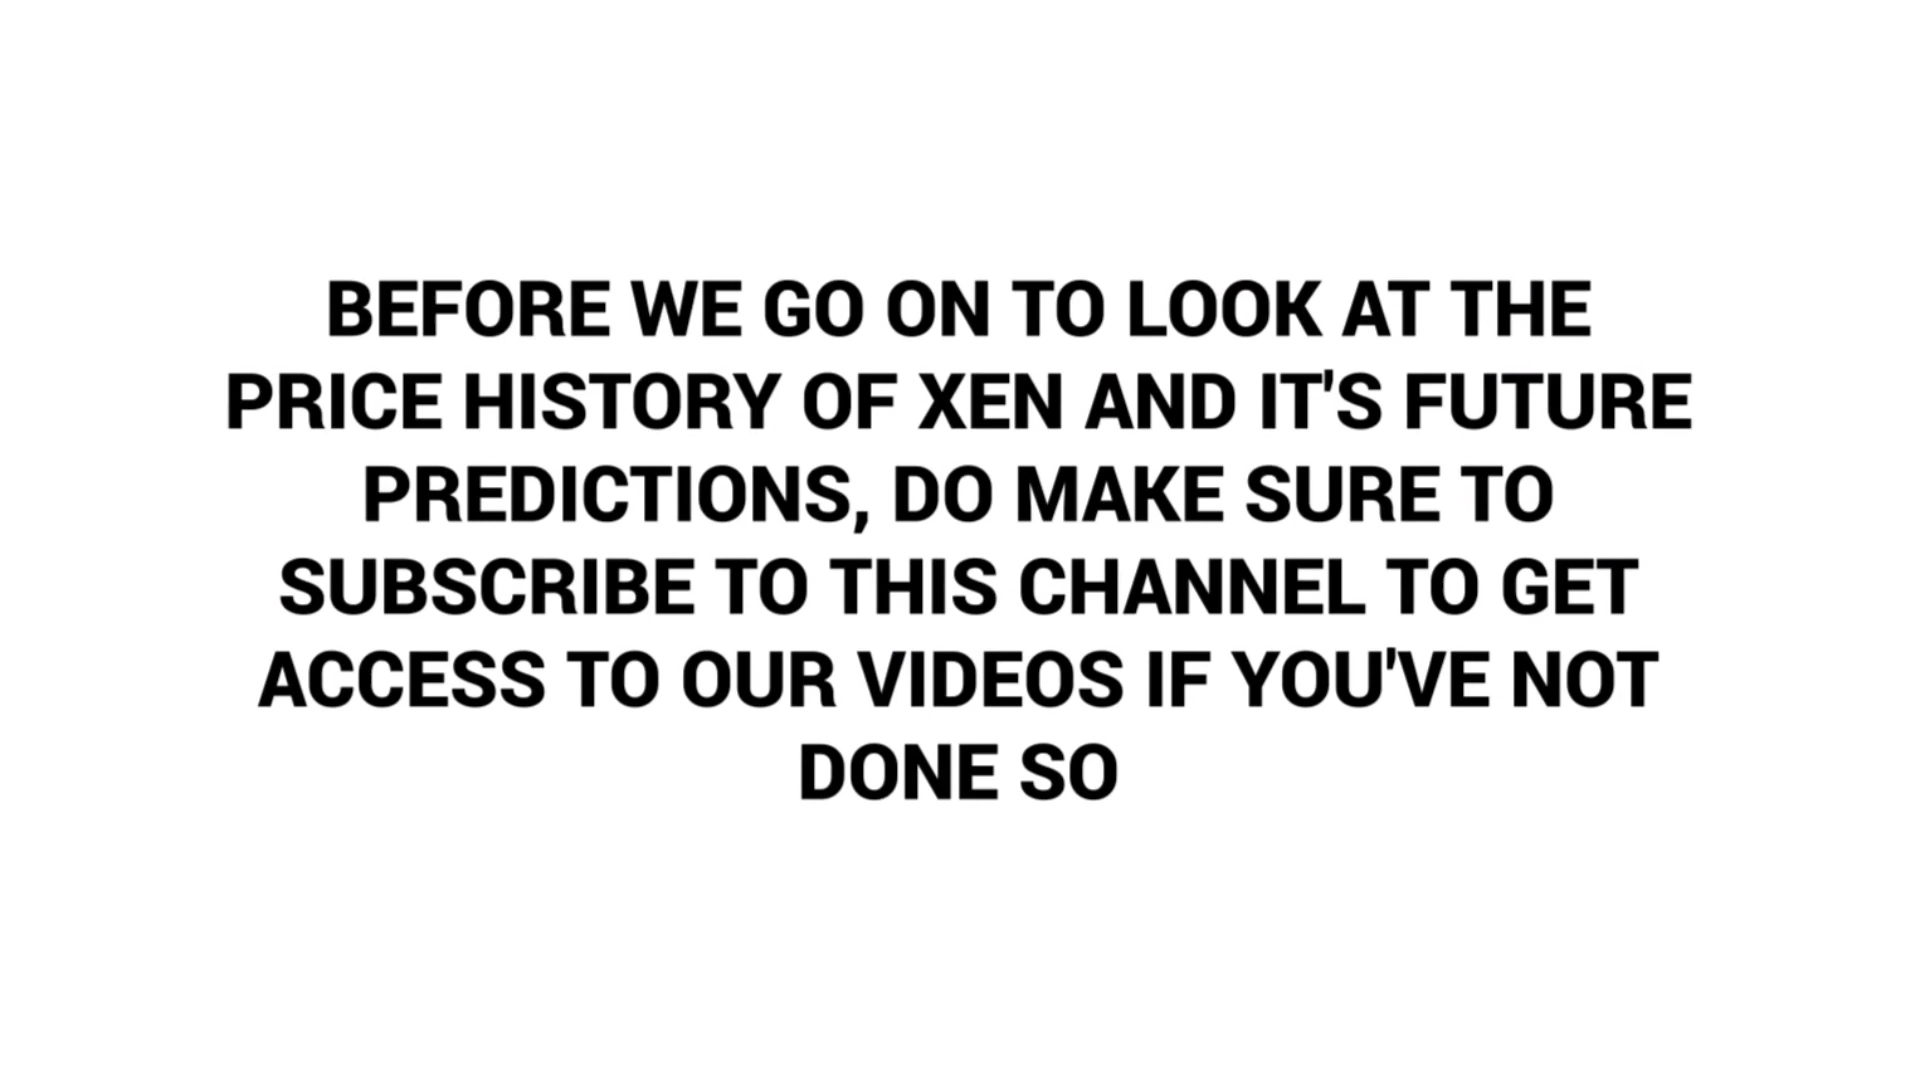 BEFORE WE GO ON TO LOOK AT THE
PRICE HISTORY OF XEN AND IT'S FUTURE
PREDICTIONS, DO MAKE SURE TO
SUBSCRIBE TO THIS CHANNEL TO GET
ACCESS TO OUR VIDEOS IF YOU'VE NOT
DONE SO